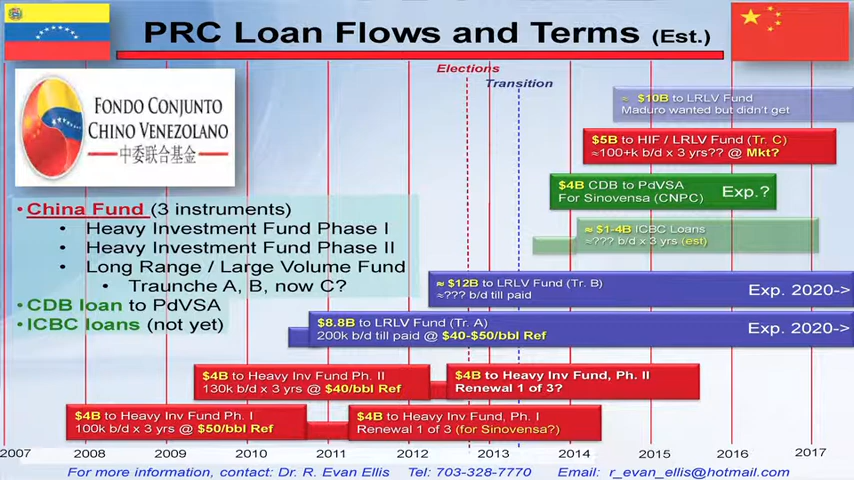 PRC Loan Flows and Terms (Est.)
Elections
Transition
FONDO CONJUNTO
CHINO VENEZOLANO
中委联合基金
≈ $10B to LRLV Fund
Maduro wanted but didn't get
$5B to HIF / LRLV Fund (Tr. C)
≈100+k b/d x 3 yrs?? @ Mkt?
$4B CDB to PdVSA
For Sinovensa (CNPC)
Exp.?
≈ $1-4B ICBC Loans
≈??? b/d x 3 yrs (est)
•China Fund (3 instruments)
• Heavy Investment Fund Phase I
• Heavy Investment Fund Phase II
• Long Range / Large Volume Fund
• Traunche A, B, now C?
•CDB loan to PdVSA
•ICBC loans (not yet)
≈ $12B to LRLV Fund (Tr. B)
≈??? b/d till paid
Exp. 2020->
$8.8B to LRLV Fund (Tr. A)
200k b/d till paid @ $40-$50/bbl Ref
Exp. 2020->
$4B to Heavy Inv Fund Ph. II
130k b/d x 3 yrs @ $40/bbl Ref
$4B to Heavy Inv Fund, Ph. II
Renewal 1 of 3?
$4B to Heavy Inv Fund Ph. I
100k b/d x 3 yrs @ $50/bbl Ref
$4B to Heavy Inv Fund, Ph. I
Renewal 1 of 3 (for Sinovensa?)
2007 2008 2009 2010 2011 2012 2013 2014 2015 2016 2017
For more information, contact: Dr. R. Evan Ellis Tel: 703-328-7770 Email: r_evan_ellis@hotmail.com